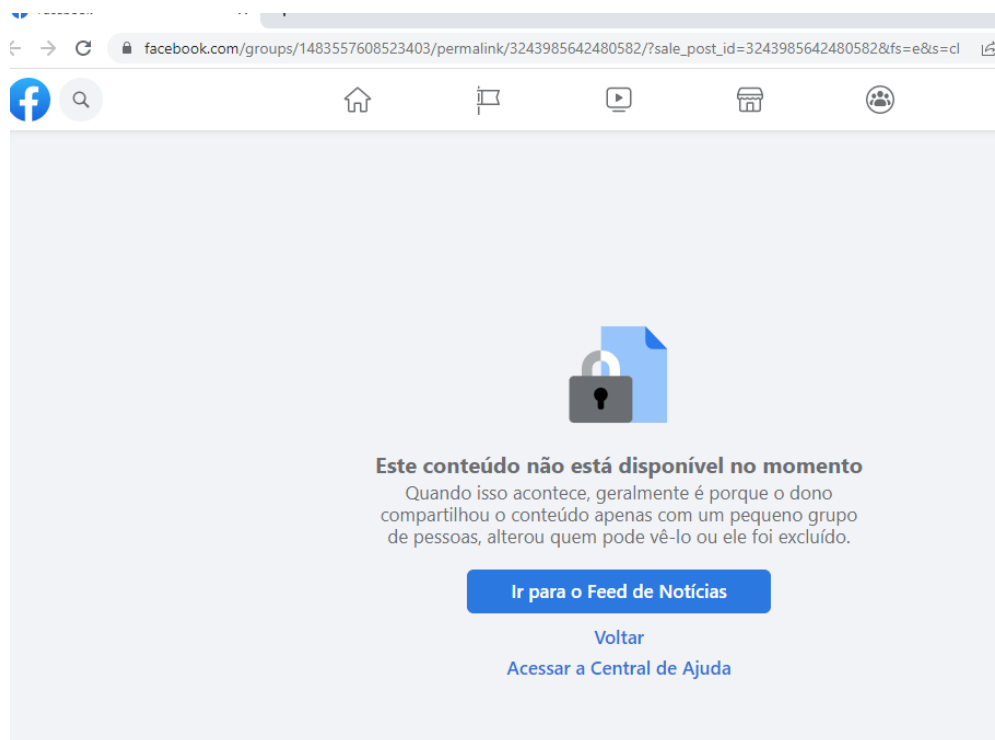 facebook.com/groups/1483557608523403/permalink/3243985642480582/?sale_post_id=3243985642480582&fs=e&s=cl
Este conteúdo não está disponível no momento
Quando isso acontece, geralmente é porque o dono
compartilhou o conteúdo apenas com um pequeno grupo
de pessoas, alterou quem pode vê-lo ou ele foi excluído.
Ir para o Feed de Notícias
Voltar
Acessar a Central de Ajuda